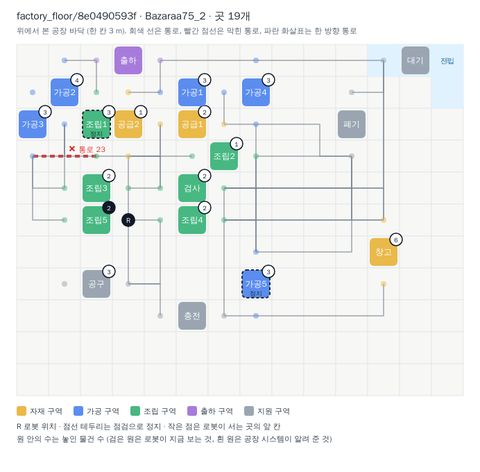 factory_floor/8e0490593f · Bazaraa75_2 · 곳 19개
위에서 본 공장 바닥 (한 칸 3 m). 회색 선은 통로, 빨간 점선은 막힌 통로, 파란 화살표는 한 방향 통로
출하
대기
전립
4
가공2
3
가공1
3
가공4
3
가공3
3
조립1
정지
1
공급2
2
공급1
폐기
✕ 통로 23
1
조립2
2
조립3
2
검사
2
조립5
R
2
조립4
6
창고
3
공구
3
가공5
정지
충전
자재 구역
가공 구역
조립 구역
출하 구역
지원 구역
R 로봇 위치 · 점선 테두리는 점검으로 정지 · 작은 점은 로봇이 서는 곳의 앞 칸
원 안의 수는 놓인 물건 수 (검은 원은 로봇이 지금 보는 것, 흰 원은 공장 시스템이 알려 준 것)